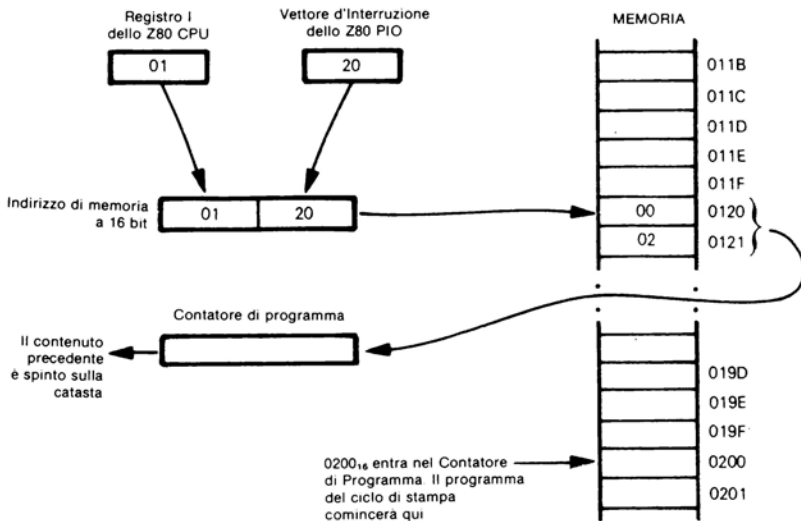 Registro I
dello Z80 CPU
Vettore d'Interruzione
dello Z80 PIO
MEMORIA
01
20
011B
011C
011D
011E
011F
Indirizzo di memoria
a 16 bit
01
20
00
0120
02
0121
Contatore di programma
Il contenuto
precedente
è spinto sulla
catasta
019D
019E
019F
0200₁₆ entra nel Contatore
di Programma. Il programma
del ciclo di stampa
comincerà qui
0200
0201